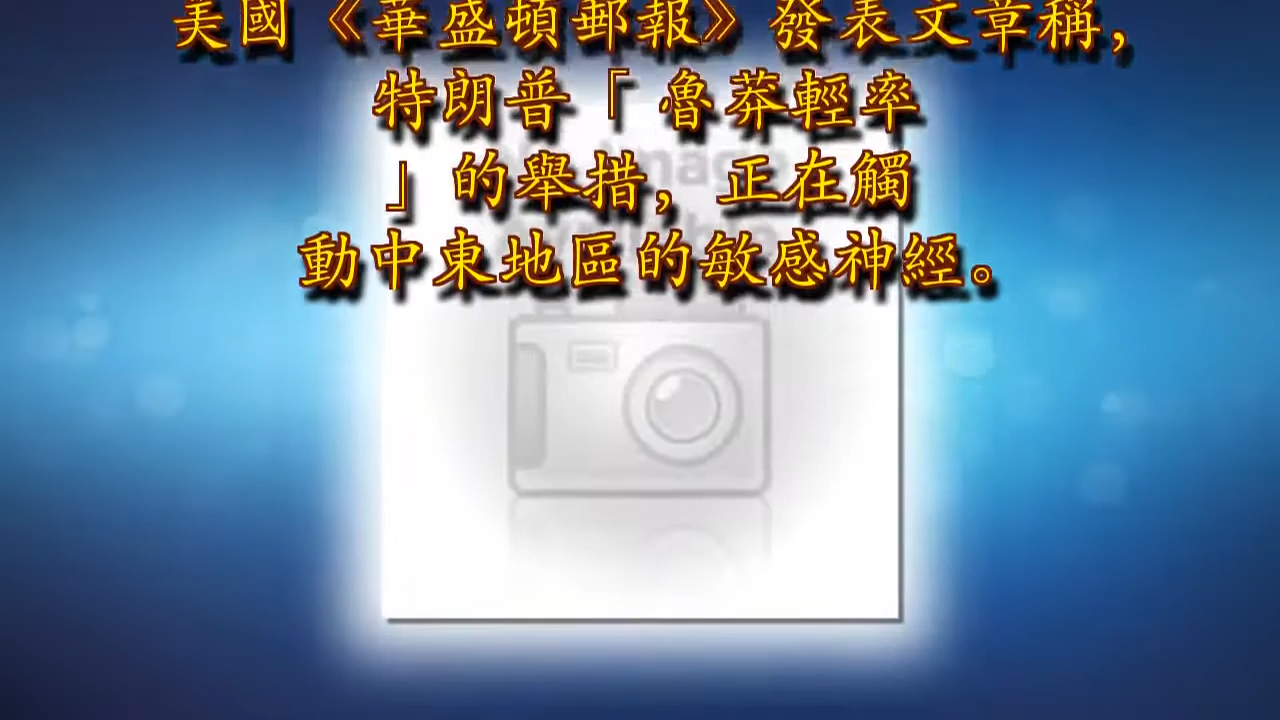 美國《華盛頓郵報》發表文章稱，
特朗普「魯莽輕率
」的舉措，正在觸
動中東地區的敏感神經。